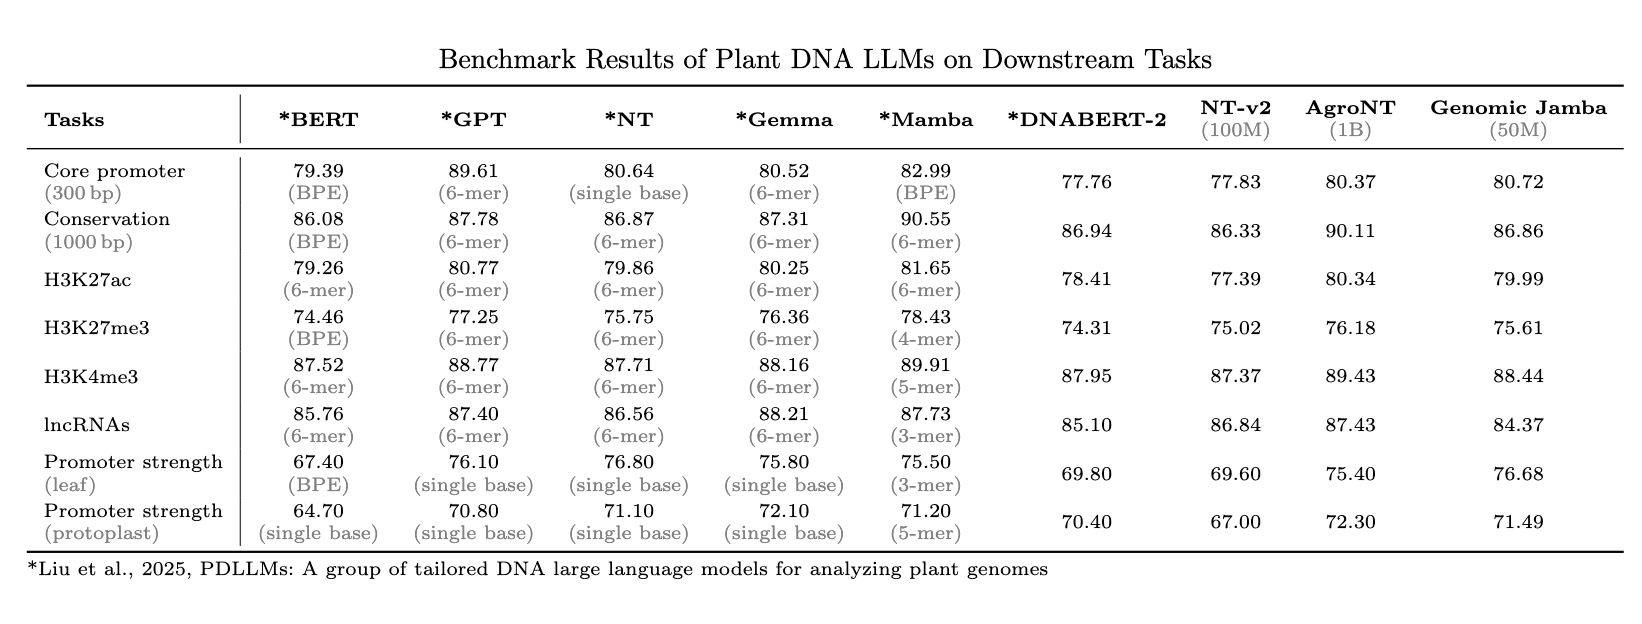 Benchmark Results of Plant DNA LLMs on Downstream Tasks
Tasks *BERT *GPT *NT *Gemma *Mamba *DNABERT-2 NT-v2 (100M) AgroNT (1B) Genomic Jamba (50M)
Core promoter 79.39 89.61 80.64 80.52 82.99 77.76 77.83 80.37 80.72
(300 bp) (BPE) (6-mer) (single base) (6-mer) (BPE)
Conservation 86.08 87.78 86.87 87.31 90.55 86.94 86.33 90.11 86.86
(1000 bp) (BPE) (6-mer) (6-mer) (6-mer) (6-mer)
H3K27ac 79.26 80.77 79.86 80.25 81.65 78.41 77.39 80.34 79.99
(6-mer) (6-mer) (6-mer) (6-mer) (6-mer)
H3K27me3 74.46 77.25 75.75 76.36 78.43 74.31 75.02 76.18 75.61
(BPE) (6-mer) (6-mer) (6-mer) (4-mer)
H3K4me3 87.52 88.77 87.71 88.16 89.91 87.95 87.37 89.43 88.44
(6-mer) (6-mer) (6-mer) (6-mer) (5-mer)
lncRNAs 85.76 87.40 86.56 88.21 87.73 85.10 86.84 87.43 84.37
(6-mer) (6-mer) (6-mer) (6-mer) (3-mer)
Promoter strength 67.40 76.10 76.80 75.80 75.50 69.80 69.60 75.40 76.68
(leaf) (BPE) (single base) (single base) (single base) (3-mer)
Promoter strength 64.70 70.80 71.10 72.10 71.20 70.40 67.00 72.30 71.49
(protoplast) (single base) (single base) (single base) (single base) (5-mer)
*Liu et al., 2025, PDLLMs: A group of tailored DNA large language models for analyzing plant genomes